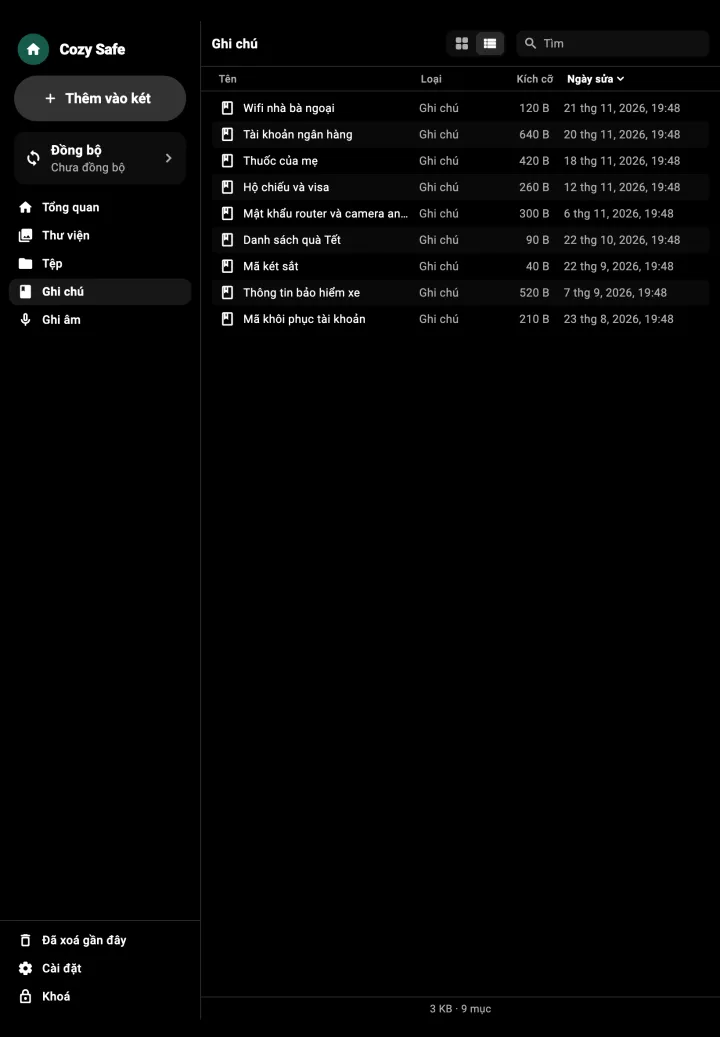 Cozy Safe
Thêm vào két
Đồng bộ
Chưa đồng bộ
Tổng quan
Thư viện
Tệp
Ghi chú
Ghi âm
Đã xoá gần đây
Cài đặt
Khoá
Ghi chú
Tìm
Tên Loại Kích cỡ Ngày sửa
Wifi nhà bà ngoại Ghi chú 120 B 21 thg 11, 2026, 19:48
Tài khoản ngân hàng Ghi chú 640 B 20 thg 11, 2026, 19:48
Thuốc của mẹ Ghi chú 420 B 18 thg 11, 2026, 19:48
Hộ chiếu và visa Ghi chú 260 B 12 thg 11, 2026, 19:48
Mật khẩu router và camera an... Ghi chú 300 B 6 thg 11, 2026, 19:48
Danh sách quà Tết Ghi chú 90 B 22 thg 10, 2026, 19:48
Mã két sắt Ghi chú 40 B 22 thg 9, 2026, 19:48
Thông tin bảo hiểm xe Ghi chú 520 B 7 thg 9, 2026, 19:48
Mã khôi phục tài khoản Ghi chú 210 B 23 thg 8, 2026, 19:48
3 KB · 9 mục